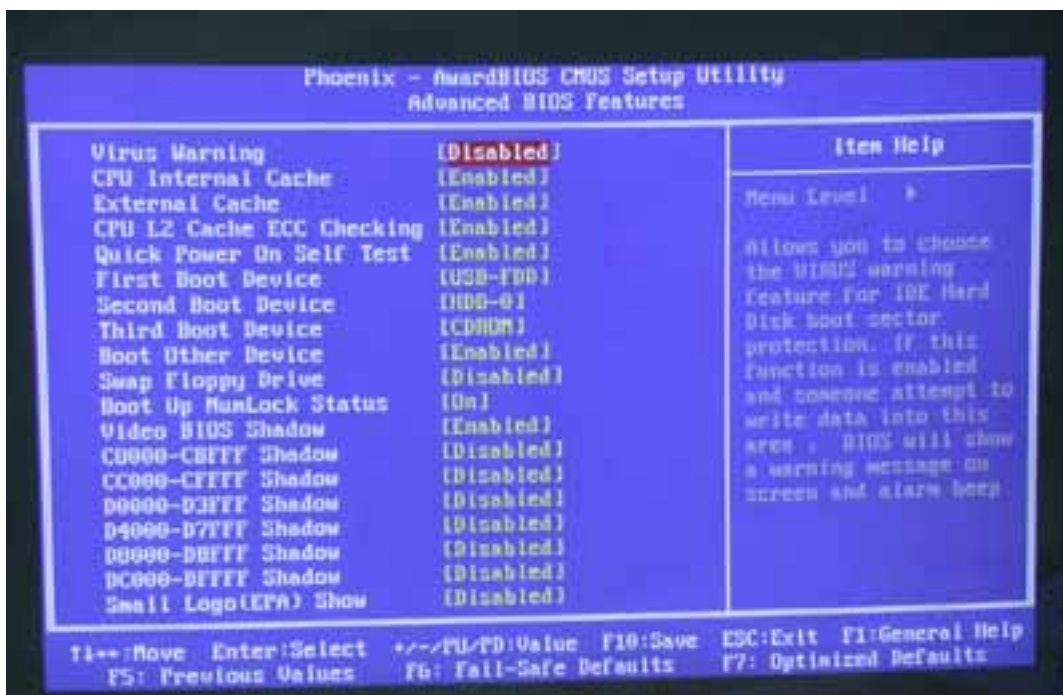 Phoenix - AwardBIOS CMOS Setup Utility
Advanced BIOS Features
Virus Warning [Disabled]
CPU Internal Cache [Enabled]
External Cache [Enabled]
CPU L2 Cache ECC Checking [Enabled]
Quick Power On Self Test [Enabled]
First Boot Device [USB-FDD]
Second Boot Device [HDD-0]
Third Boot Device [CDROM]
Boot Other Device [Enabled]
Swap Floppy Drive [Disabled]
Boot Up NumLock Status [On]
Video BIOS Shadow [Enabled]
C8000-CBFFF Shadow [Disabled]
CC000-CFFFF Shadow [Disabled]
D0000-D3FFF Shadow [Disabled]
D4000-D7FFF Shadow [Disabled]
D8000-DBFFF Shadow [Disabled]
DC000-DFFFF Shadow [Disabled]
Small Logo(EPA) Show [Disabled]
Item Help
Menu Level ▶
Allows you to choose
the VIRUS warning
feature for IDE Hard
Disk boot sector
protection. If this
function is enabled
and someone attempt to
write data into this
area , BIOS will show
a warning message on
screen and alarm beep
↑↓→←:Move Enter:Select +/-/PU/PD:Value F10:Save ESC:Exit F1:General Help
F5: Previous Values F6: Fail-Safe Defaults F7: Optimized Defaults